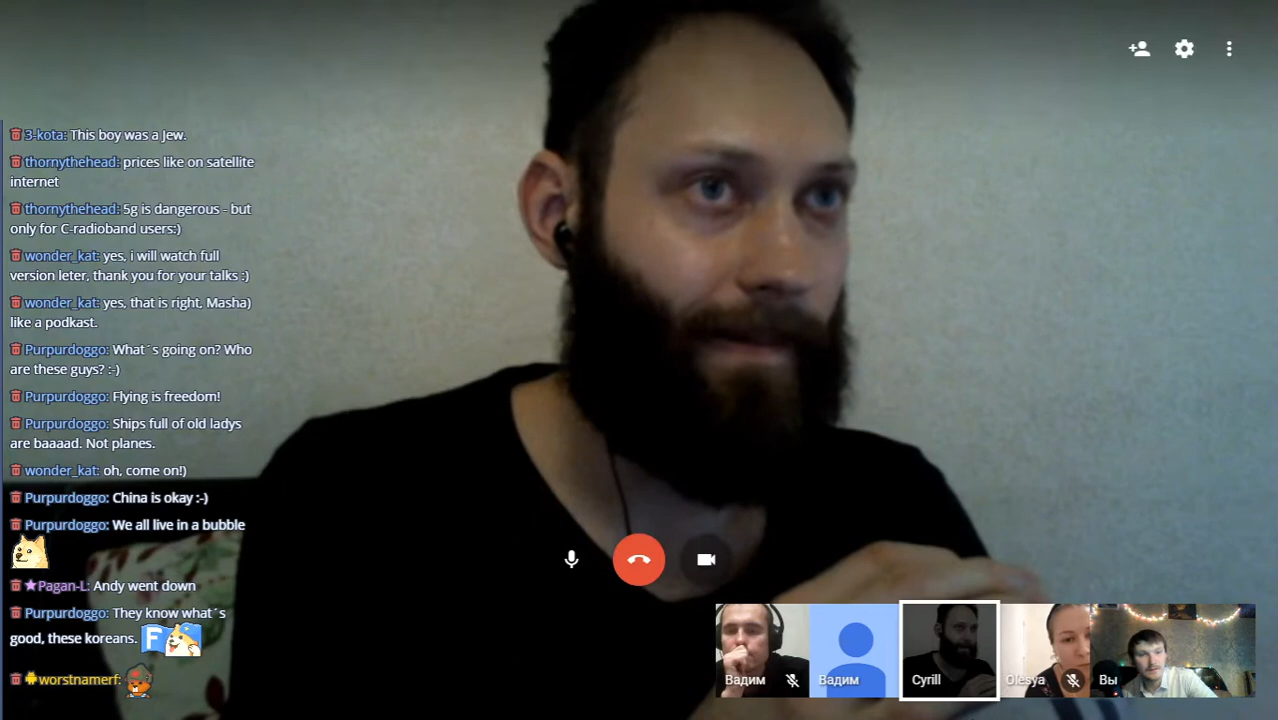 3-kota: This boy was a Jew.
thornythehead: prices like on satellite
internet
thornythehead: 5g is dangerous - but
only for C-radioband users:)
wonder_kat: yes, i will watch full
version leter, thank you for your talks :)
wonder_kat: yes, that is right, Masha)
like a podkast.
Purpurdoggo: What´s going on? Who
are these guys? :-)
Purpurdoggo: Flying is freedom!
Purpurdoggo: Ships full of old ladys
are baaaad. Not planes.
wonder_kat: oh, come on!)
Purpurdoggo: China is okay :-)
Purpurdoggo: We all live in a bubble
Pagan-L: Andy went down
Purpurdoggo: They know what´s
good, these koreans. F
worstnamerf:
Вадим
Вадим
Cyrill
Olesya
Вы